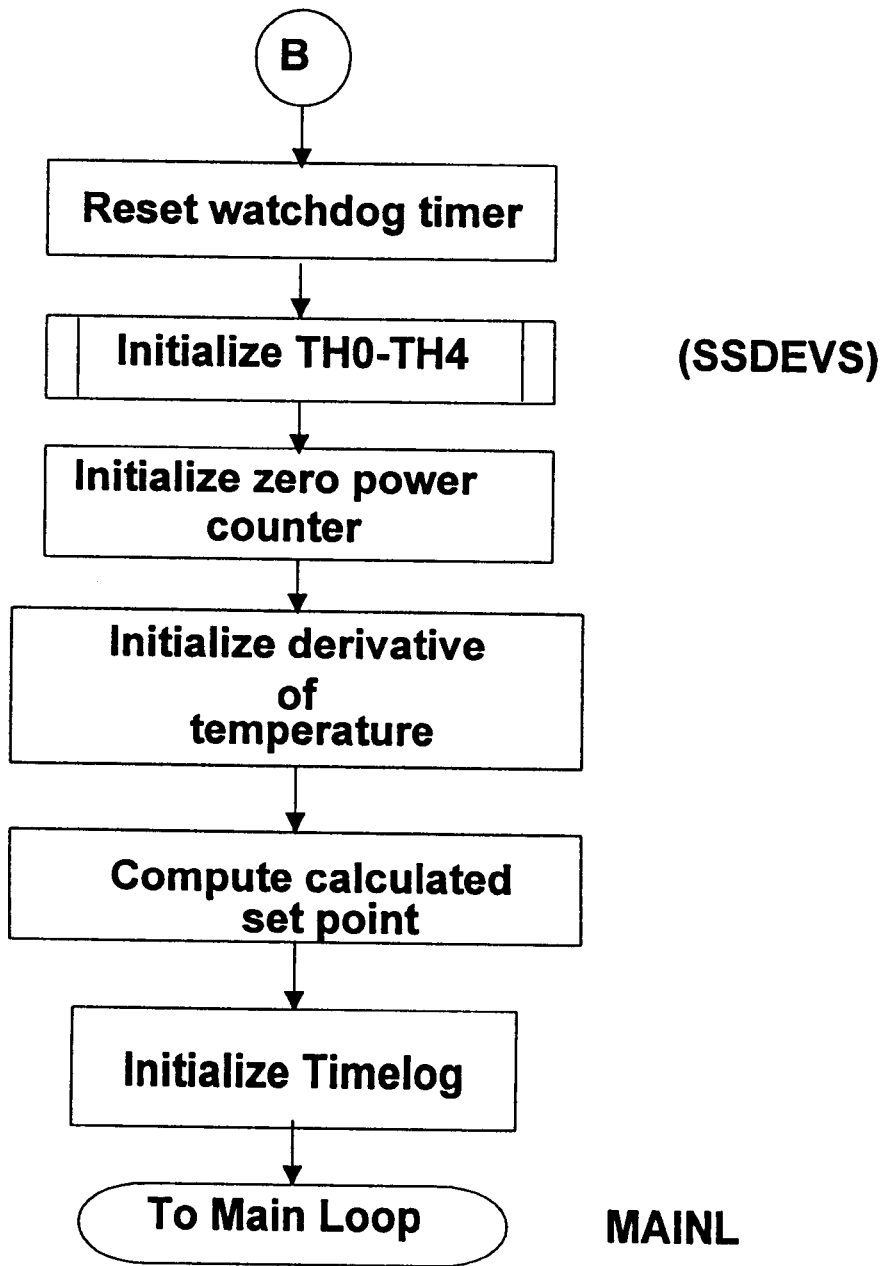 B
Reset watchdog timer
Initialize TH0-TH4
(SSDEVS)
Initialize zero power
counter
Initialize derivative
of
temperature
Compute calculated
set point
Initialize Timelog
To Main Loop
MAINL